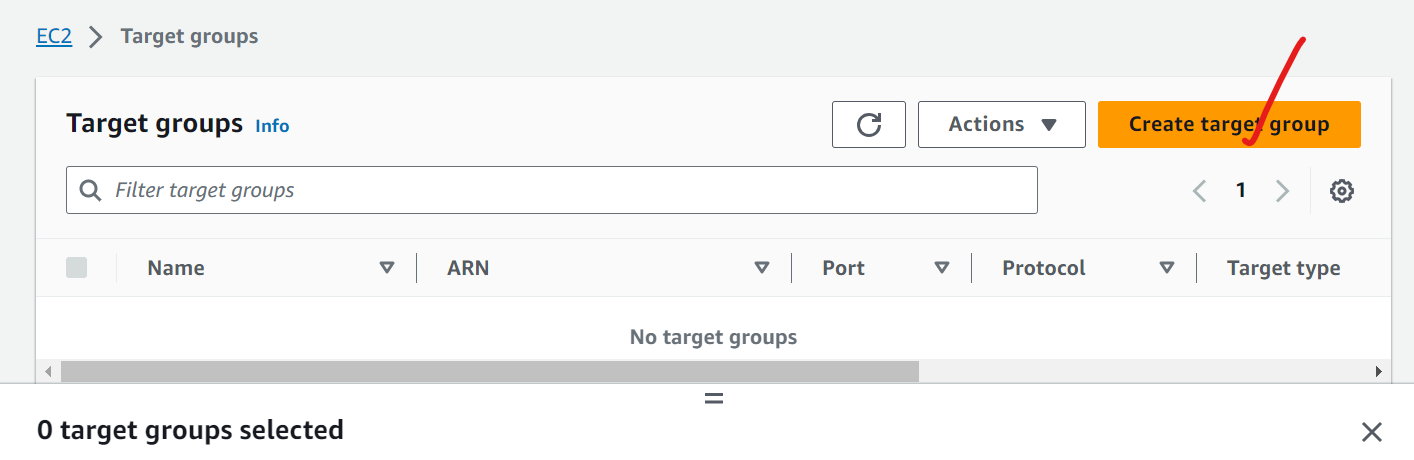 EC2 > Target groups
Target groups Info Actions Create target group
Filter target groups 1
Name ARN Port Protocol Target type
No target groups
0 target groups selected